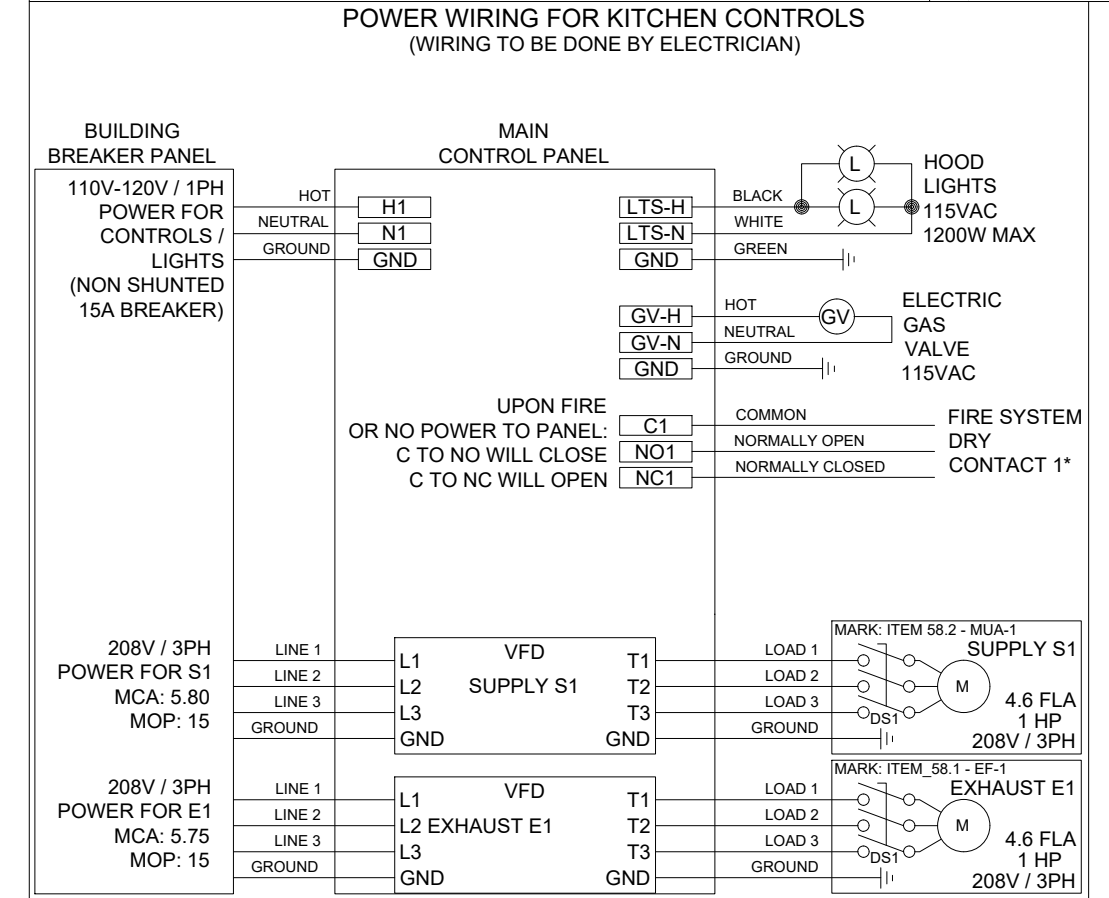 POWER WIRING FOR KITCHEN CONTROLS
(WIRING TO BE DONE BY ELECTRICIAN)
BUILDING
BREAKER PANEL
MAIN
CONTROL PANEL
110V-120V / 1PH
POWER FOR
CONTROLS /
LIGHTS
(NON SHUNTED
15A BREAKER)
HOT
NEUTRAL
GROUND
H1
N1
GND
LTS-H
LTS-N
GND
BLACK
WHITE
GREEN
L
L
HOOD
LIGHTS
115VAC
1200W MAX
GV-H
GV-N
GND
HOT
NEUTRAL
GROUND
GV
ELECTRIC
GAS
VALVE
115VAC
UPON FIRE
OR NO POWER TO PANEL:
C TO NO WILL CLOSE
C TO NC WILL OPEN
C1
NO1
NC1
COMMON
NORMALLY OPEN
NORMALLY CLOSED
FIRE SYSTEM
DRY
CONTACT 1*
208V / 3PH
POWER FOR S1
MCA: 5.80
MOP: 15
LINE 1
LINE 2
LINE 3
GROUND
L1
L2
L3
GND
VFD
SUPPLY S1
T1
T2
T3
GND
LOAD 1
LOAD 2
LOAD 3
GROUND
MARK: ITEM 58.2 - MUA-1
SUPPLY S1
DS1
M
4.6 FLA
1 HP
208V / 3PH
208V / 3PH
POWER FOR E1
MCA: 5.75
MOP: 15
LINE 1
LINE 2
LINE 3
GROUND
L1
L2
L3
GND
VFD
EXHAUST E1
T1
T2
T3
GND
LOAD 1
LOAD 2
LOAD 3
GROUND
MARK: ITEM_58.1 - EF-1
EXHAUST E1
DS1
M
4.6 FLA
1 HP
208V / 3PH